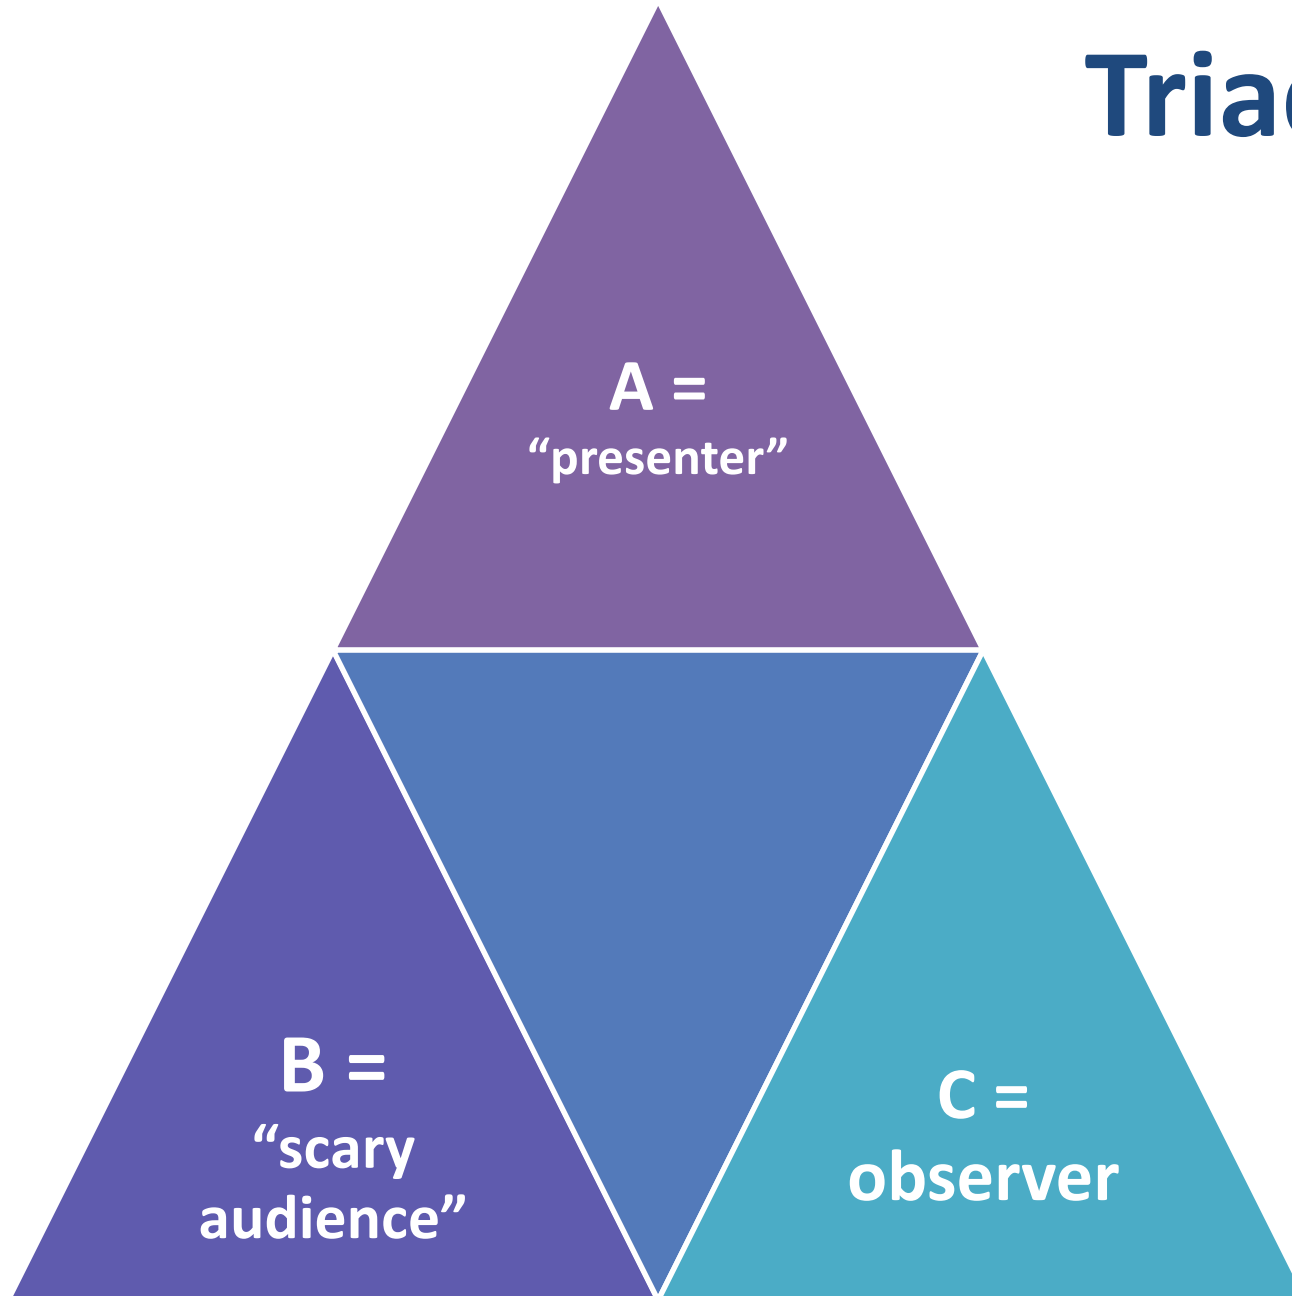 A =
“presenter”
B =
“scary
audience”
C =
observer